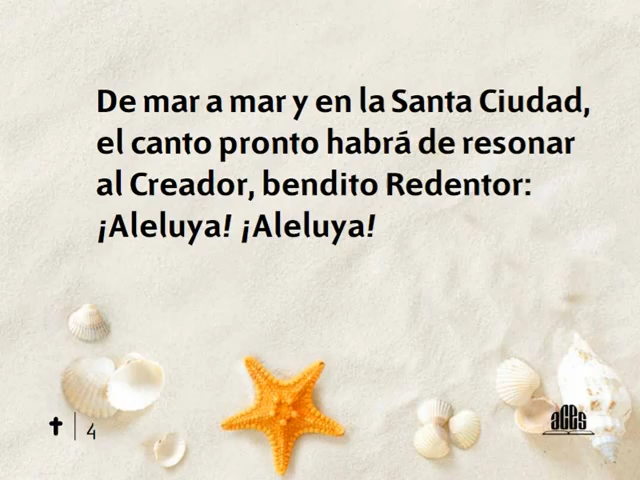 De mar a mar y en la Santa Ciudad,
el canto pronto habrá de resonar
al Creador, bendito Redentor:
¡Aleluya! ¡Aleluya!
4
aces